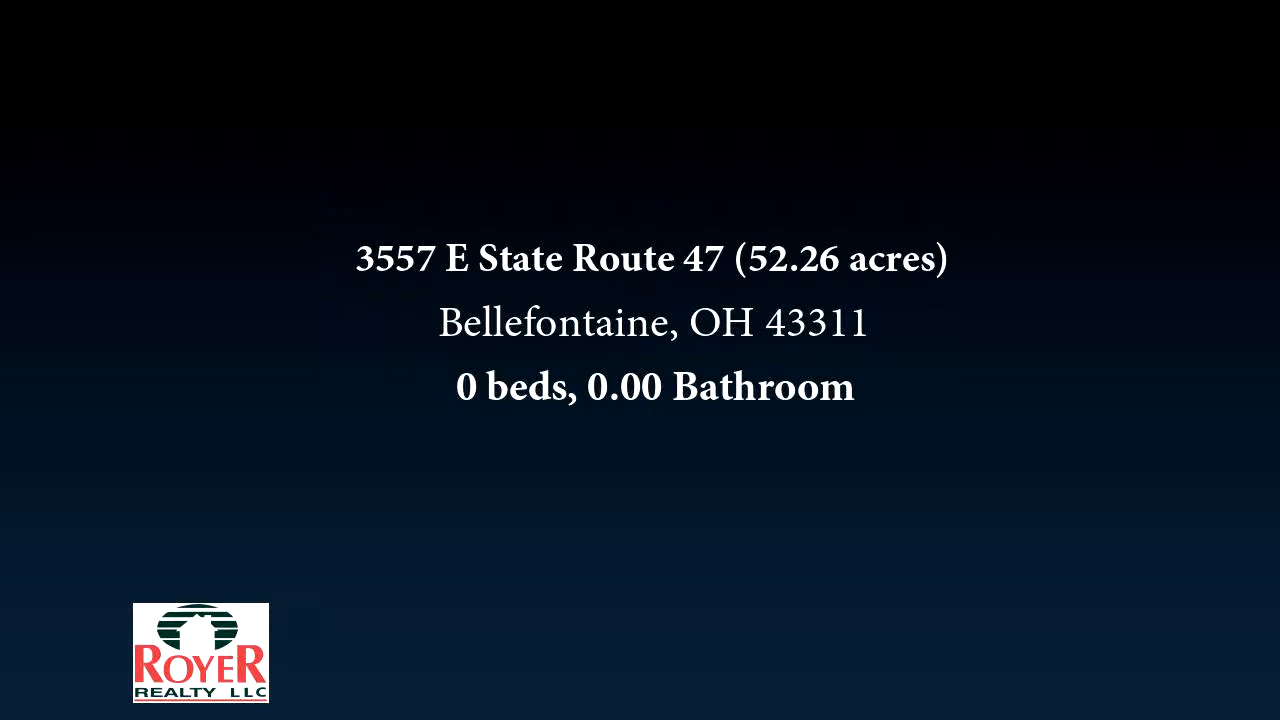 3557 E State Route 47 (52.26 acres)
Bellefontaine, OH 43311
0 beds, 0.00 Bathroom
ROYER
REALTY LLC